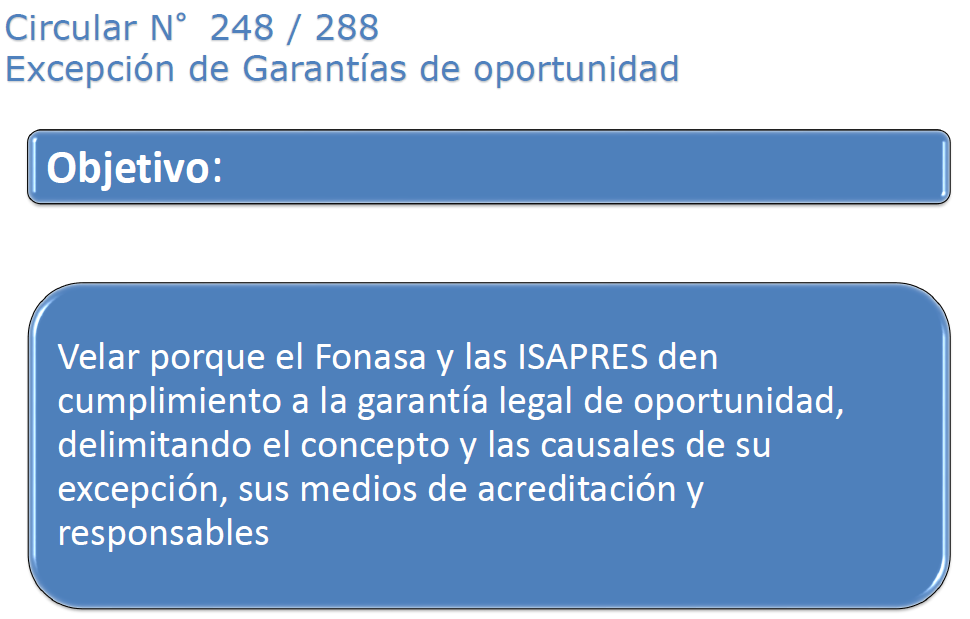 Circular N° 248 / 288
Excepción de Garantías de oportunidad
Objetivo:
Velar porque el Fonasa y las ISAPRES den
cumplimiento a la garantía legal de oportunidad,
delimitando el concepto y las causales de su
excepción, sus medios de acreditación y
responsables